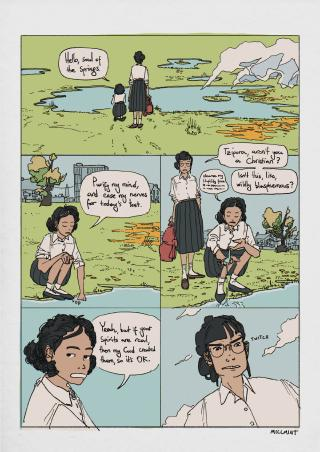 Hello, soul of
the springs.
Purify my mind,
and ease my nerves
for today's test.
Tzipora, aren't you
a Christian?
Isn't this, like,
wildly blasphemous?
Yeah, but if your
spirits are real,
then my God created
them, so it's OK.
TWITCH
MILLMINT